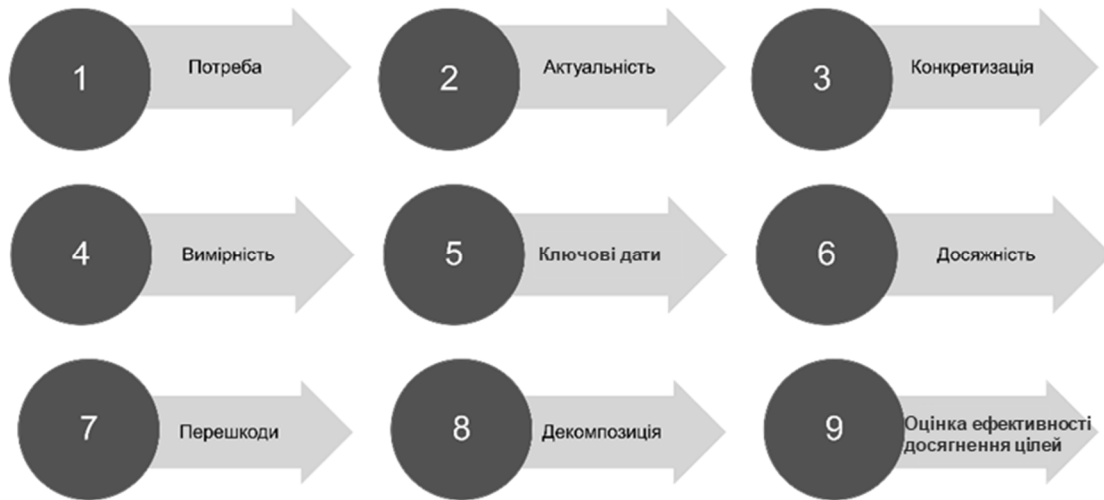 1
Потреба
2
Актуальність
3
Конкретизація
4
Вимірність
5
Ключові дати
6
Досяжність
7
Перешкоди
8
Декомпозиція
9
Оцінка ефективності
досягнення цілей